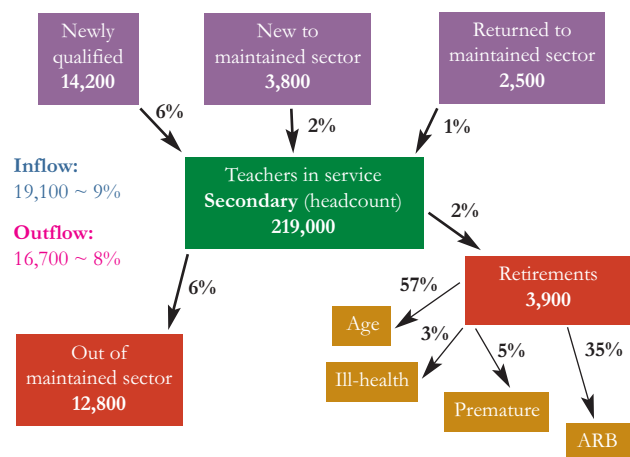 Newly
qualified
14,200
New to
maintained sector
3,800
Returned to
maintained sector
2,500
6%
2%
1%
Inflow:
19,100 ~ 9%
Outflow:
16,700 ~ 8%
Teachers in service
Secondary (headcount)
219,000
2%
6%
Retirements
3,900
57%
3%
5%
35%
Age
Ill-health
Premature
ARB
Out of
maintained sector
12,800